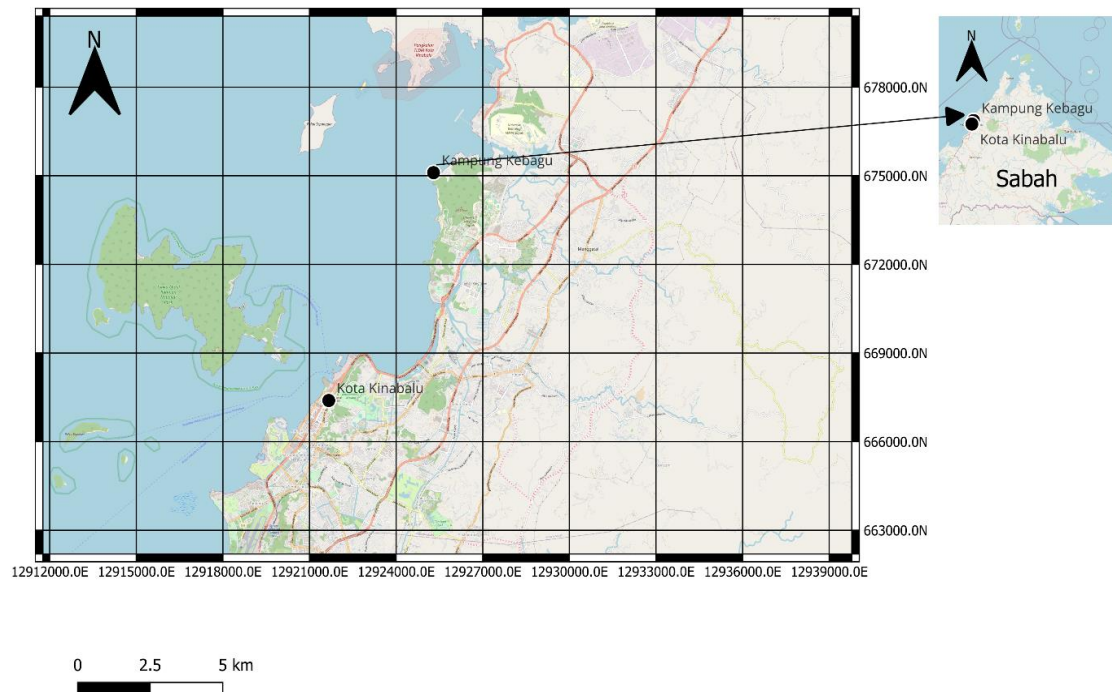 N
678000.0N
675000.0N
672000.0N
669000.0N
666000.0N
663000.0N
Kampung Kebagu
Kota Kinabalu
Menggatal
12912000.0E 12915000.0E 12918000.0E 12921000.0E 12924000.0E 12927000.0E 12930000.0E 12933000.0E 12936000.0E 12939000.0E
0 2.5 5 km
N
Kampung Kebagu
Kota Kinabalu
Sabah